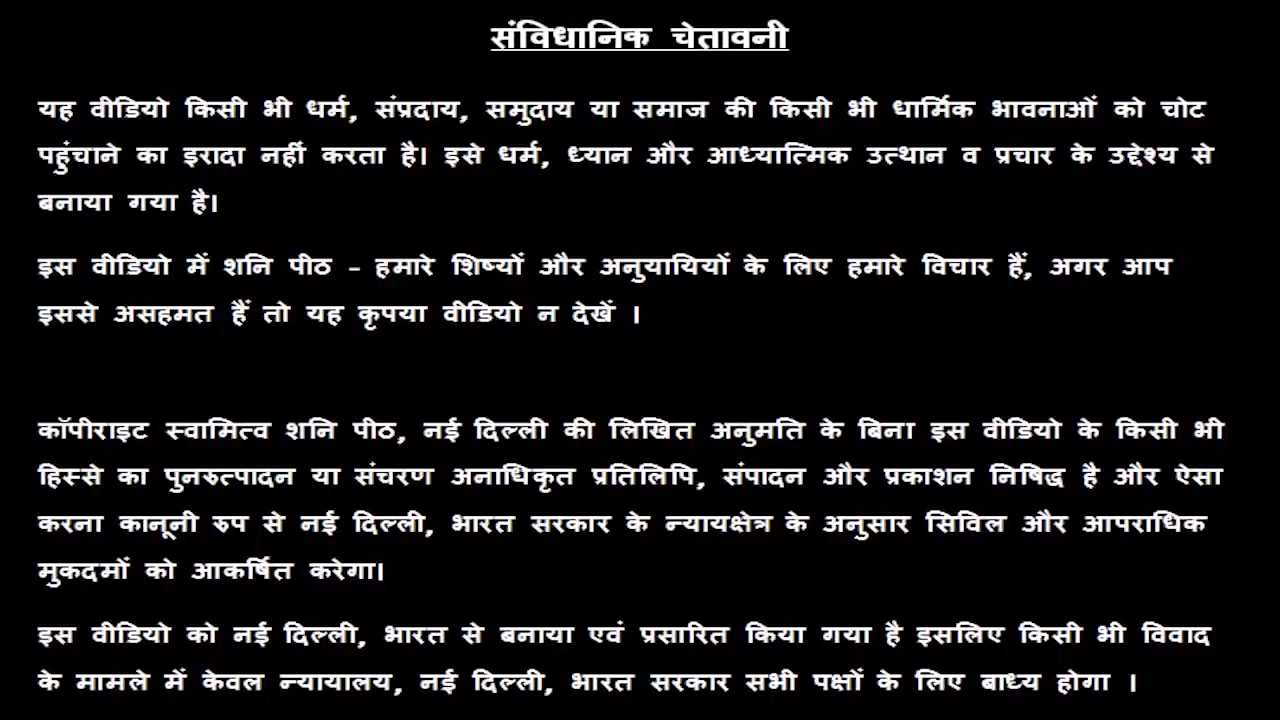 संविधानिक चेतावनी
यह वीडियो किसी भी धर्म, संप्रदाय, समुदाय या समाज की किसी भी धार्मिक भावनाओं को चोट
पहुंचाने का इरादा नहीं करता है। इसे धर्म, ध्यान और आध्यात्मिक उत्थान व प्रचार के उद्देश्य से
बनाया गया है।
इस वीडियो में शनि पीठ – हमारे शिष्यों और अनुयायियों के लिए हमारे विचार हैं, अगर आप
इससे असहमत हैं तो यह कृपया वीडियो न देखें ।
कॉपीराइट स्वामित्व शनि पीठ, नई दिल्ली की लिखित अनुमति के बिना इस वीडियो के किसी भी
हिस्से का पुनरुत्पादन या संचरण अनाधिकृत प्रतिलिपि, संपादन और प्रकाशन निषिद्ध है और ऐसा
करना कानूनी रुप से नई दिल्ली, भारत सरकार के न्यायक्षेत्र के अनुसार सिविल और आपराधिक
मुकदमों को आकर्षित करेगा।
इस वीडियो को नई दिल्ली, भारत से बनाया एवं प्रसारित किया गया है इसलिए किसी भी विवाद
के मामले में केवल न्यायालय, नई दिल्ली, भारत सरकार सभी पक्षों के लिए बाध्य होगा ।